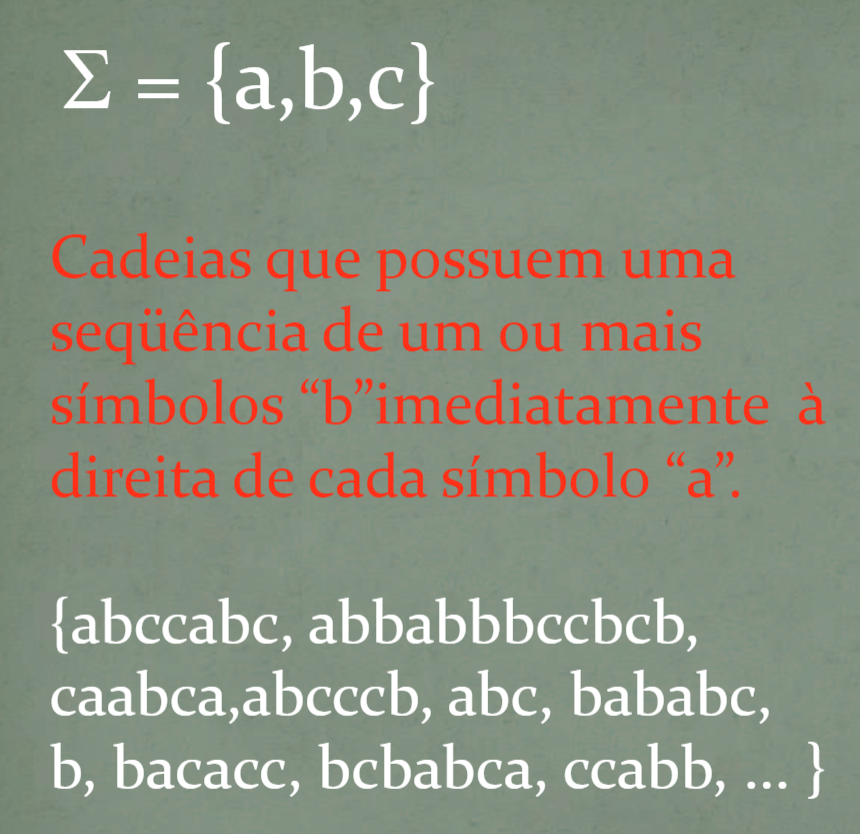 Σ = {a,b,c}
Cadeias que possuem uma
seqüência de um ou mais
símbolos “b”imediatamente à
direita de cada símbolo “a”.
{abccabc, abbabbbccbcb,
caabca,abcccb, abc, bababc,
b, bacacc, bcbabca, ccabb, ... }